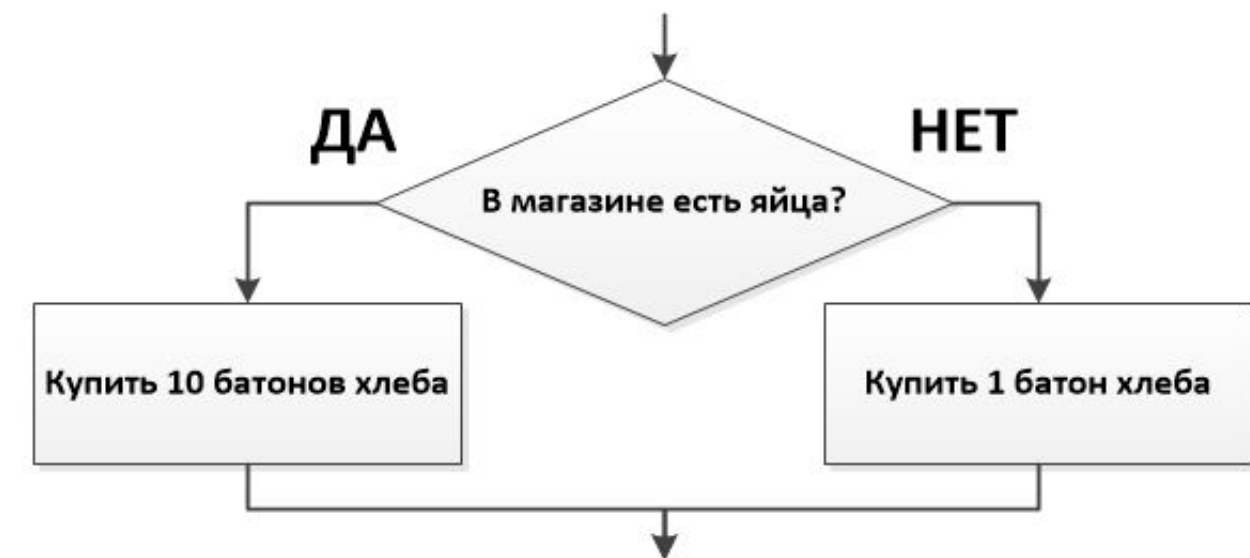 ДА
НЕТ
В магазине есть яйца?
Купить 10 батонов хлеба
Купить 1 батон хлеба